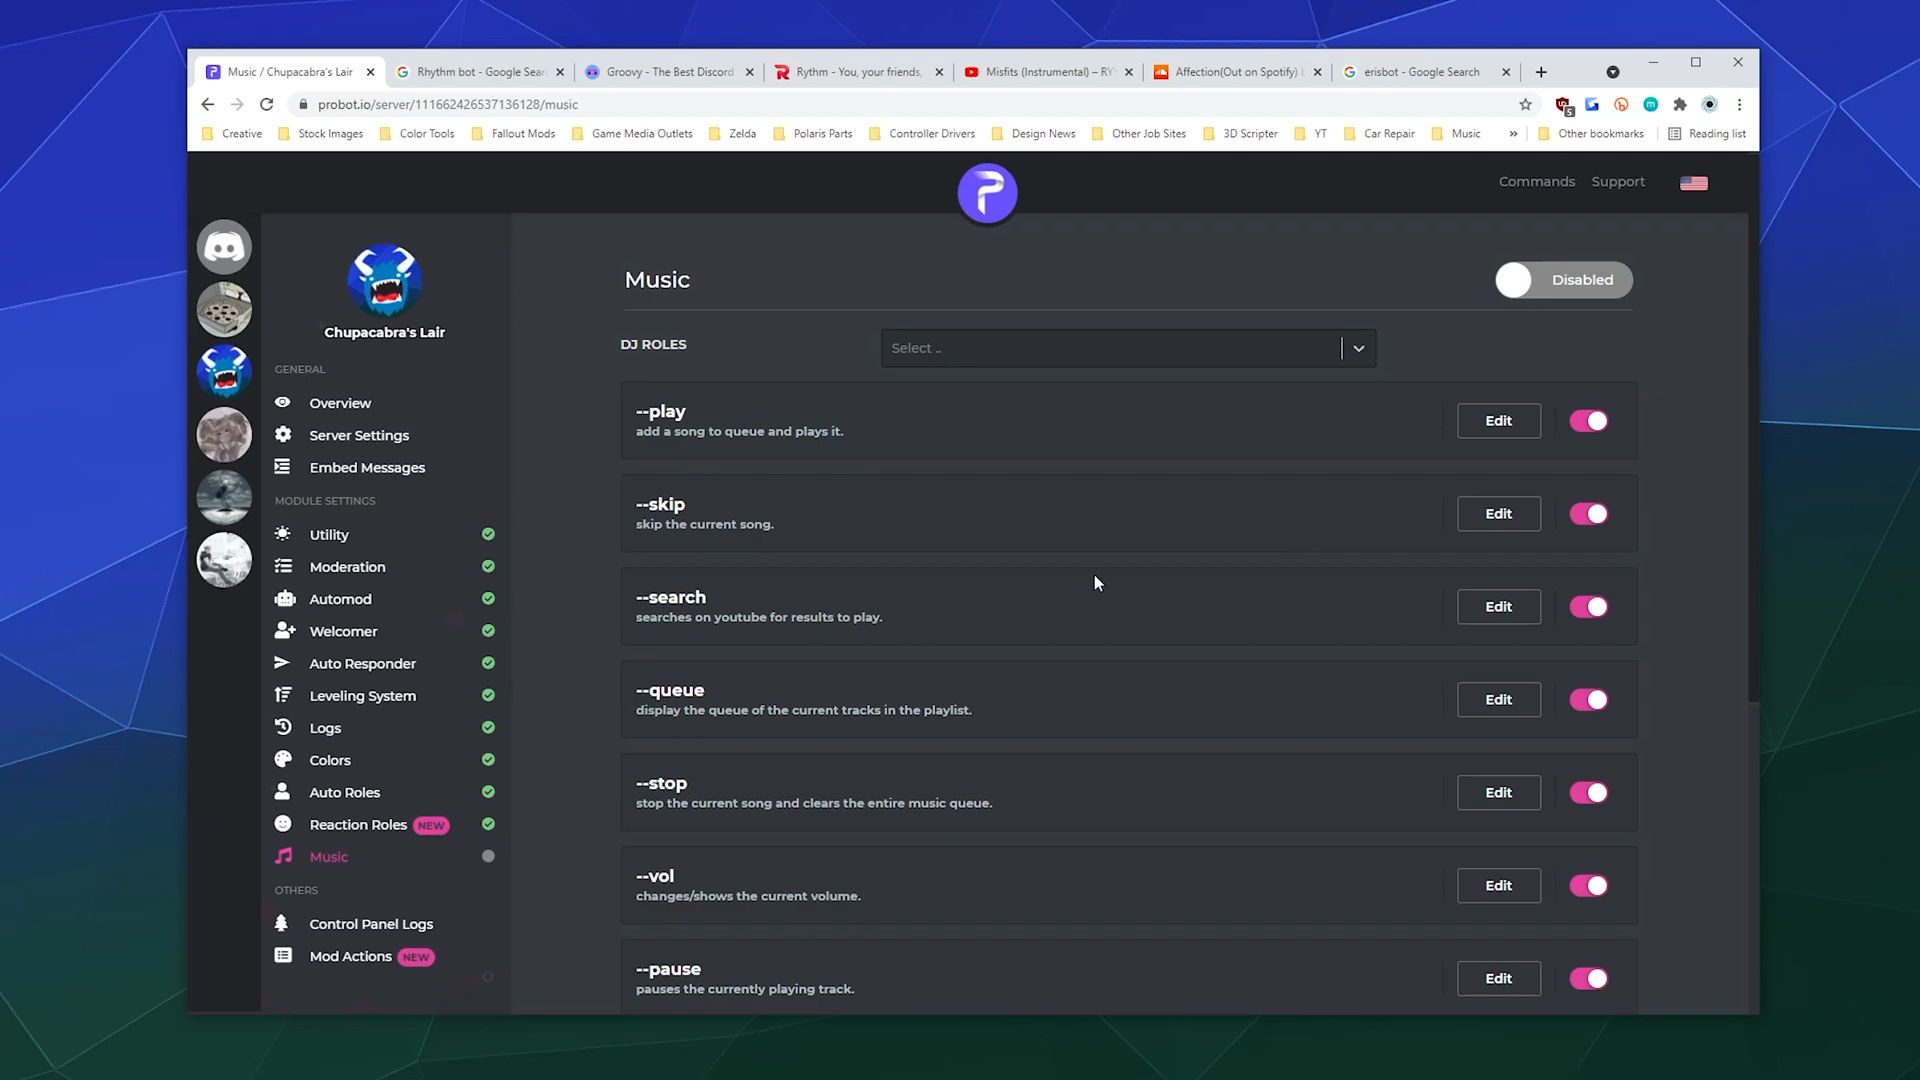 Music / Chupacabra's Lair
Rhythm bot - Google Sear
Groovy - The Best Discord
Rythm - You, your friends,
Misfits (Instrumental) – RY
Affection(Out on Spotify)
erisbot - Google Search
probot.io/server/111662426537136128/music
5
Creative
Stock Images
Color Tools
Fallout Mods
Game Media Outlets
Zelda
Polaris Parts
Controller Drivers
Design News
Other Job Sites
3D Scripter
YT
Car Repair
Music
»
Other bookmarks
Reading list
Commands
Support
Chupacabra's Lair
GENERAL
Overview
Server Settings
Embed Messages
MODULE SETTINGS
Utility
Moderation
Automod
Welcomer
Auto Responder
Leveling System
Logs
Colors
Auto Roles
Reaction Roles NEW
Music
OTHERS
Control Panel Logs
Mod Actions NEW
Music
Disabled
DJ ROLES
Select ..
--play
add a song to queue and plays it.
Edit
--skip
skip the current song.
Edit
--search
searches on youtube for results to play.
Edit
--queue
display the queue of the current tracks in the playlist.
Edit
--stop
stop the current song and clears the entire music queue.
Edit
--vol
changes/shows the current volume.
Edit
--pause
pauses the currently playing track.
Edit